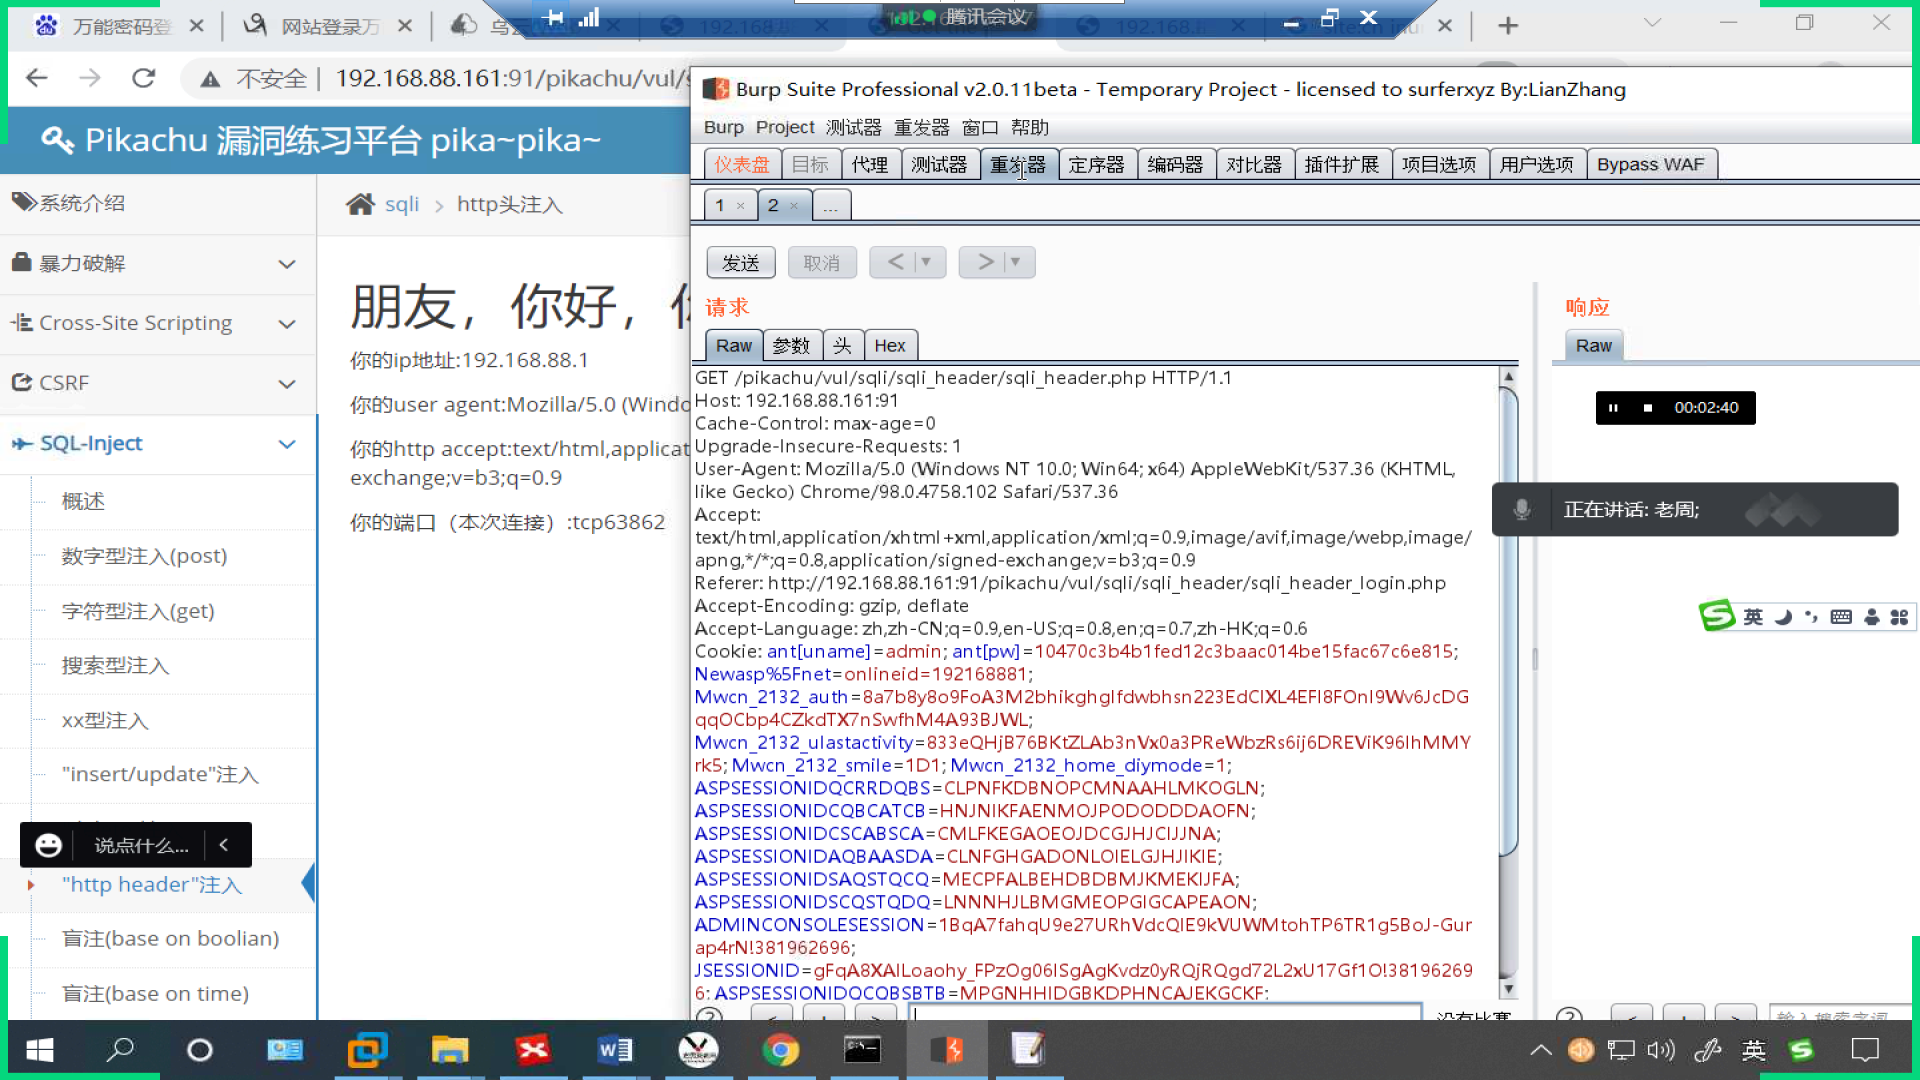 万能密码登
网站登录万
腾讯会议
不安全
192.168.88.161:91/pikachu/vul/s
Burp Suite Professional v2.0.11beta - Temporary Project - licensed to surferxyz By:LianZhang
Burp Project 测试器 重发器 窗口 帮助
Pikachu 漏洞练习平台 pika~pika~
仪表盘 目标 代理 测试器 重发器 定序器 编码器 对比器 插件扩展 项目选项 用户选项 Bypass WAF
1 × 2 × ...
系统介绍
暴力破解
Cross-Site Scripting
CSRF
SQL-Inject
概述
数字型注入(post)
字符型注入(get)
搜索型注入
xx型注入
"insert/update"注入
说点什么...
"http header"注入
盲注(base on boolian)
盲注(base on time)
sqli > http头注入
朋友，你好，
你的ip地址:192.168.88.1
你的user agent:Mozilla/5.0 (Windo
你的http accept:text/html,applicat
exchange;v=b3;q=0.9
你的端口（本次连接）:tcp63862
发送 取消 < >
请求
Raw 参数 头 Hex
GET /pikachu/vul/sqli/sqli_header/sqli_header.php HTTP/1.1
Host: 192.168.88.161:91
Cache-Control: max-age=0
Upgrade-Insecure-Requests: 1
User-Agent: Mozilla/5.0 (Windows NT 10.0; Win64; x64) AppleWebKit/537.36 (KHTML,
like Gecko) Chrome/98.0.4758.102 Safari/537.36
Accept:
text/html,application/xhtml+xml,application/xml;q=0.9,image/avif,image/webp,image/
apng,*/*;q=0.8,application/signed-exchange;v=b3;q=0.9
Referer: http://192.168.88.161:91/pikachu/vul/sqli/sqli_header/sqli_header_login.php
Accept-Encoding: gzip, deflate
Accept-Language: zh,zh-CN;q=0.9,en-US;q=0.8,en;q=0.7,zh-HK;q=0.6
Cookie: ant[uname]=admin; ant[pw]=10470c3b4b1fed12c3baac014be15fac67c6e815;
Newasp%5Fnet=onlineid=192168881;
Mwcn_2132_auth=8a7b8y8o9FoA3M2bhikghglfdwbhsn223EdCIXL4EFI8FOnI9Wv6JcDG
qqOCbp4CZkdTX7nSwfhM4A93BJWL;
Mwcn_2132_ulastactivity=833eQHjB76BKtZLAb3nVx0a3PReWbzRs6ij6DREViK96IhMMY
rk5; Mwcn_2132_smile=1D1; Mwcn_2132_home_diymode=1;
ASPSESSIONIDQCRRDQBS=CLPNFKDBNOPCMNAAHLMKOGLN;
ASPSESSIONIDCQBCATCB=HNJNIKFAENMOJPODODDDAOFN;
ASPSESSIONIDCSCABSCA=CMLFKEGAOEOJDCGJHJCIJJNA;
ASPSESSIONIDAQBAASDA=CLNFGHGADONLOIELGJHJIKIE;
ASPSESSIONIDSAQSTQCQ=MECPFALBEHDBDBMJKMEKIJFA;
ASPSESSIONIDSCQSTQDQ=LNNNHJLBMGMEOPGIGCAPEAON;
ADMINCONSOLESESSION=1BqA7fahqU9e27URhVdcQlE9kVUWMtohTP6TR1g5BoJ-Gur
ap4rN!381962696;
JSESSIONID=gFqA8XAILoaohy_FPzOg06ISgAgKvdz0yRQjRQgd72L2xU17Gf1O!38196269
6; ASPSESSIONIDQCQBSBTB=MPGNHHIDGBKDPHNCAJEKGCKF;
没有比赛
响应
Raw
00:02:40
正在讲话: 老周;
英
输入搜索字词
英